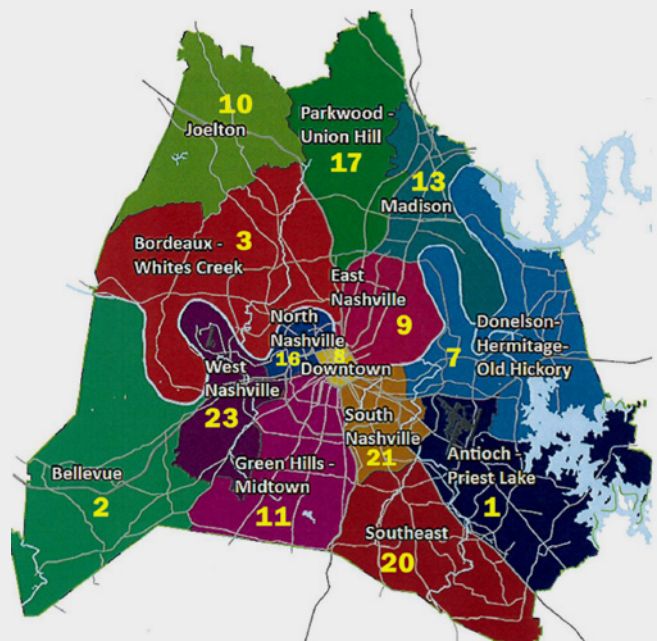 10
Joelton
Parkwood -
Union Hill
17
13
Madison
Bordeaux -
Whites Creek
3
East
Nashville
9
North
Nashville
16
8
Downtown
Donelson-
Hermitage-
Old Hickory
7
West
Nashville
23
South
Nashville
21
Antioch -
Priest Lake
1
Bellevue
2
Green Hills -
Midtown
11
Southeast
20